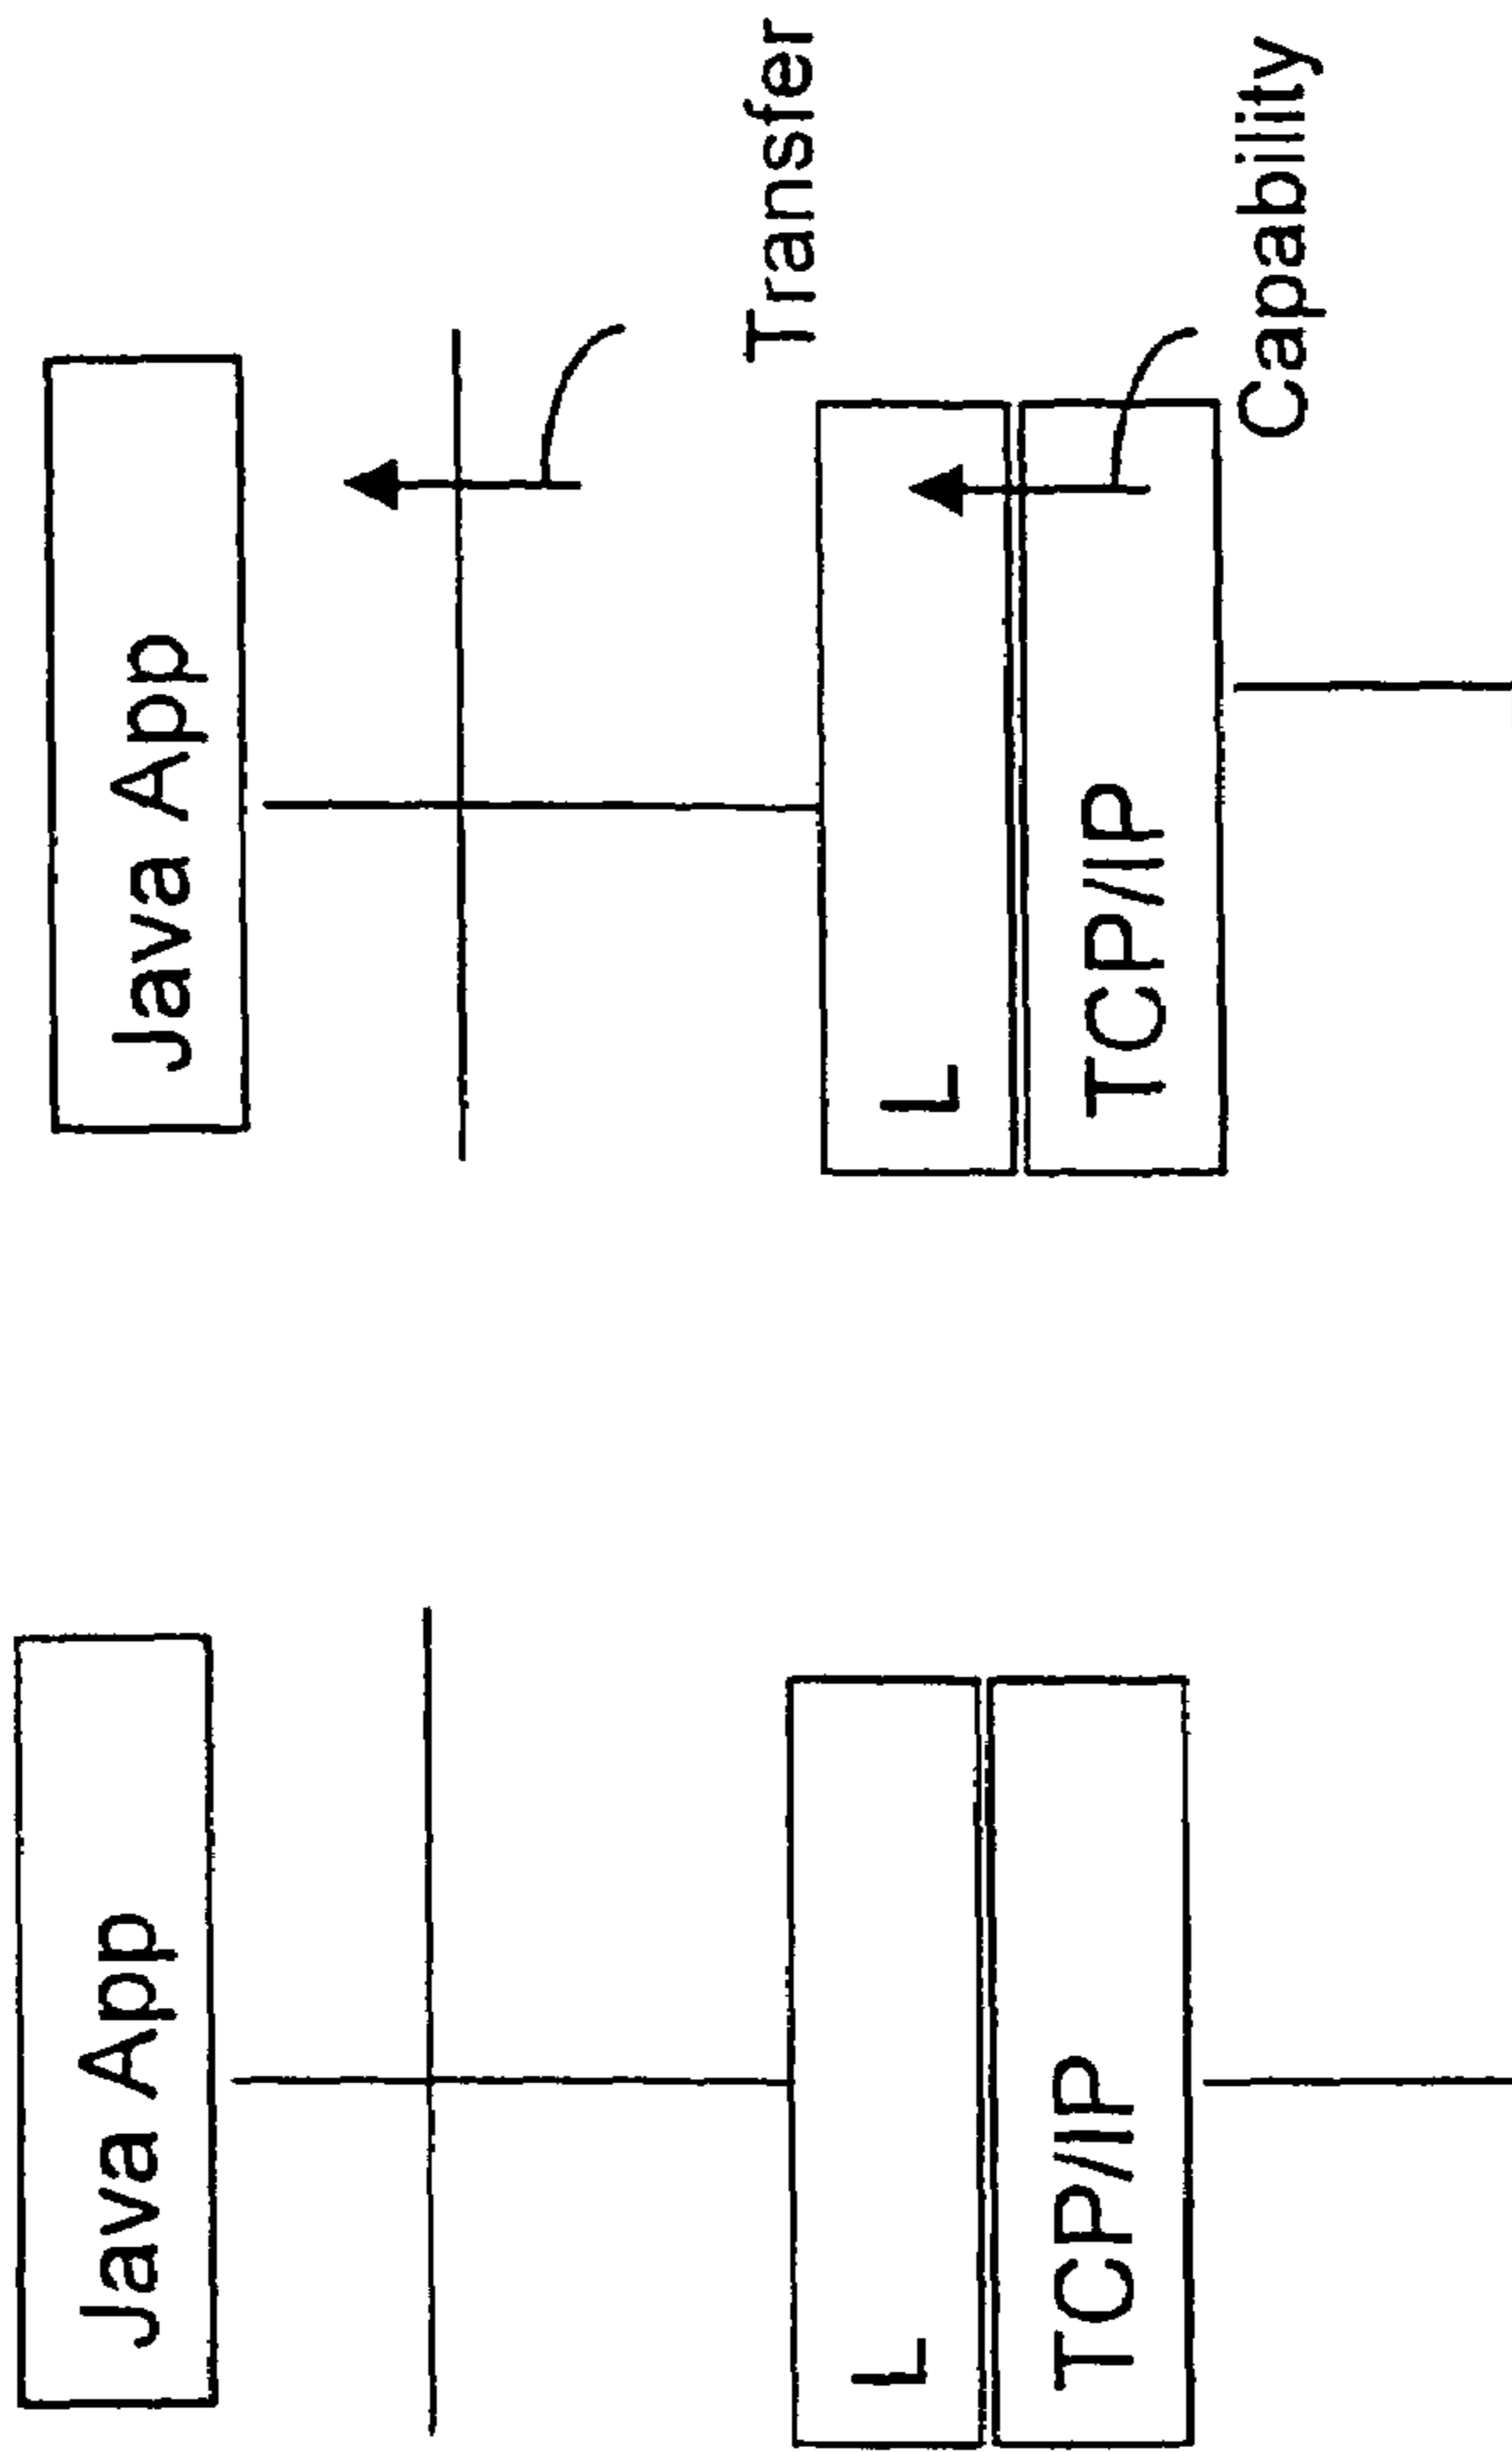 Java App
L
TCP/IP
Java App
Transfer
L
TCP/IP
Capability